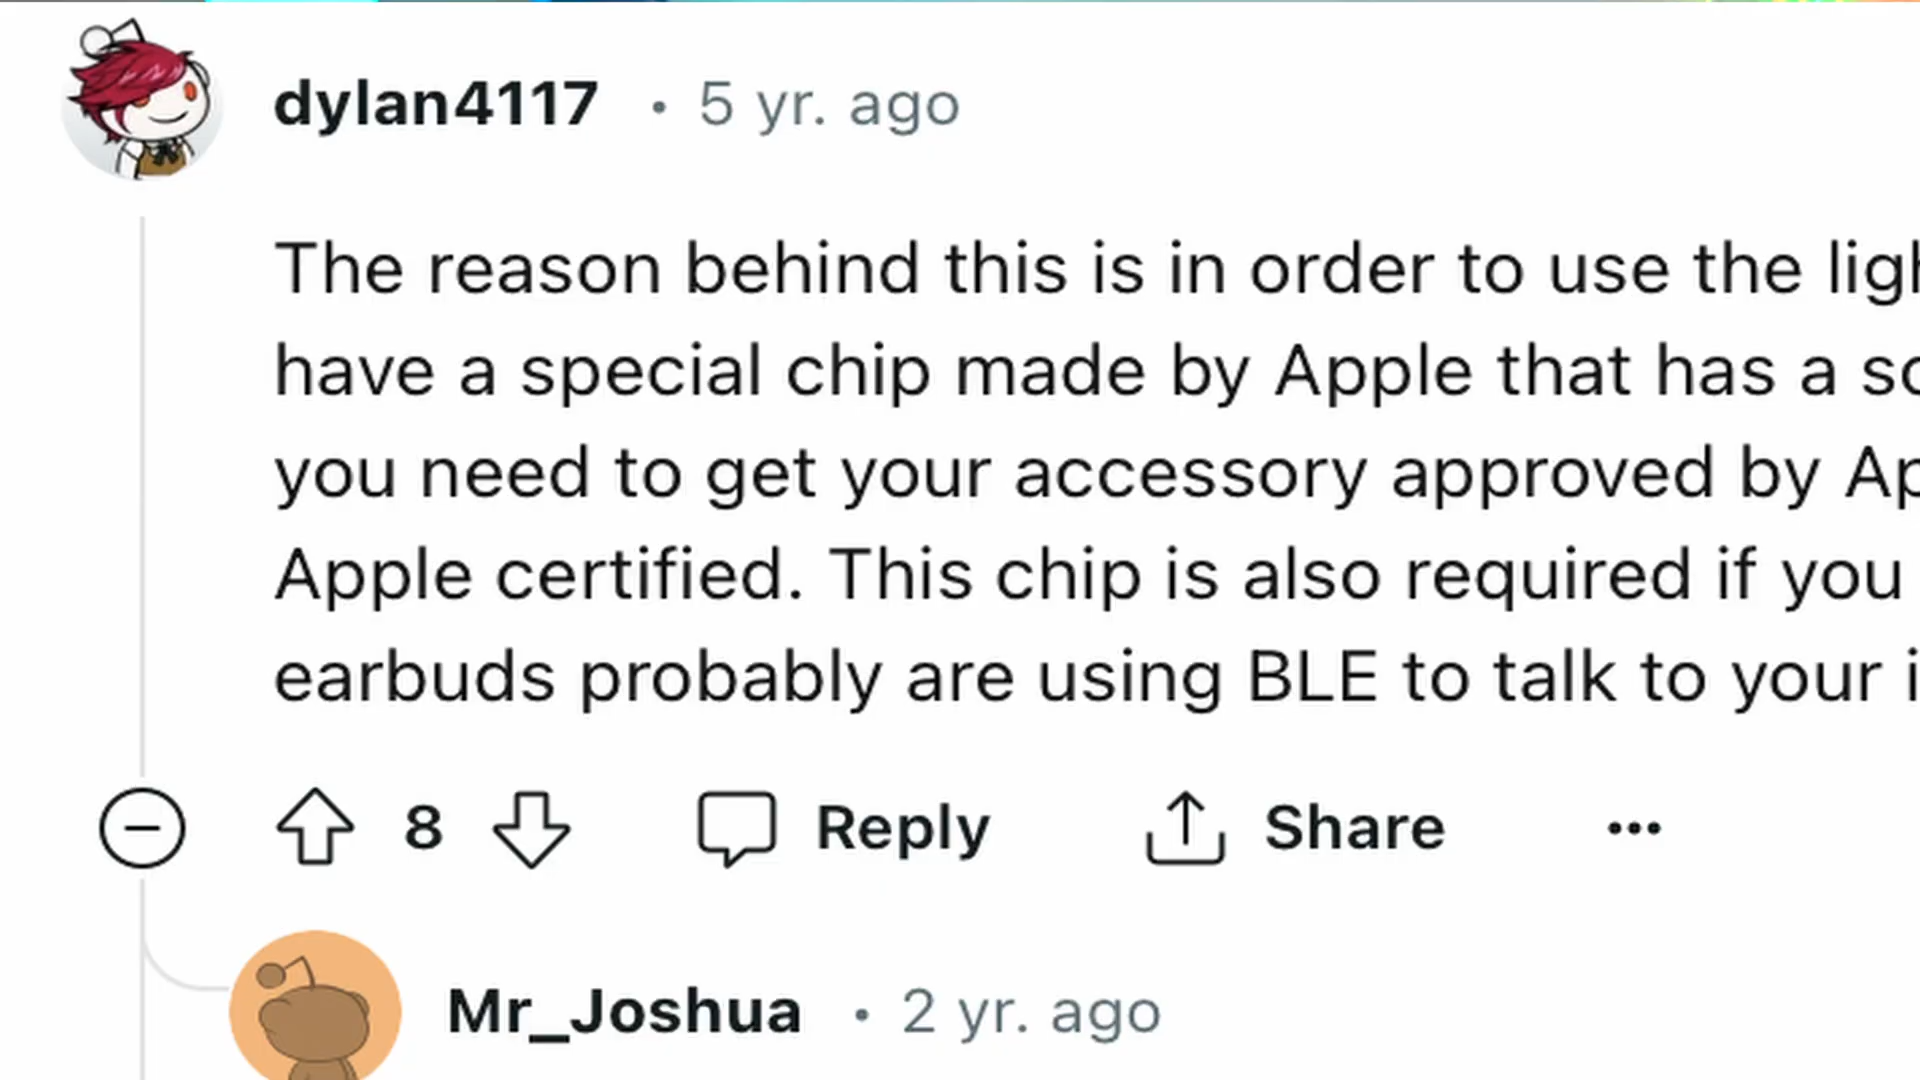 dylan4117 • 5 yr. ago
The reason behind this is in order to use the
have a special chip made by Apple that has a
you need to get your accessory approved by
Apple certified. This chip is also required if you
earbuds probably are using BLE to talk to your
8 Reply Share ...
Mr_Joshua • 2 yr. ago